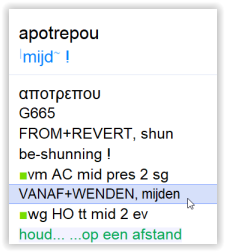 apotrepou
'mijd~ !
αποτρεπου
G665
FROM+REVERT, shun
be-shunning !
■vm AC mid pres 2 sg
VANAF+WENDEN, mijden
■wg HO tt mid 2 ev
houd... ...op een afstand